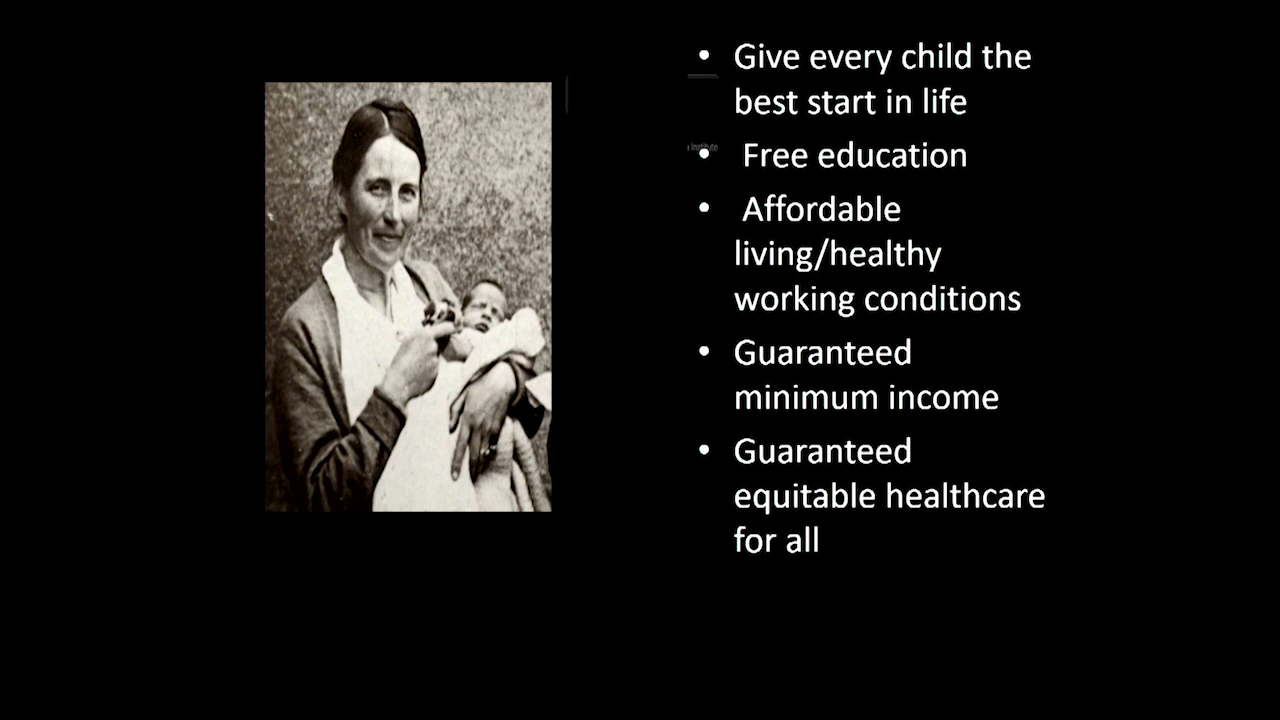 • Give every child the
best start in life
• Free education
• Affordable
living/healthy
working conditions
• Guaranteed
minimum income
• Guaranteed
equitable healthcare
for all